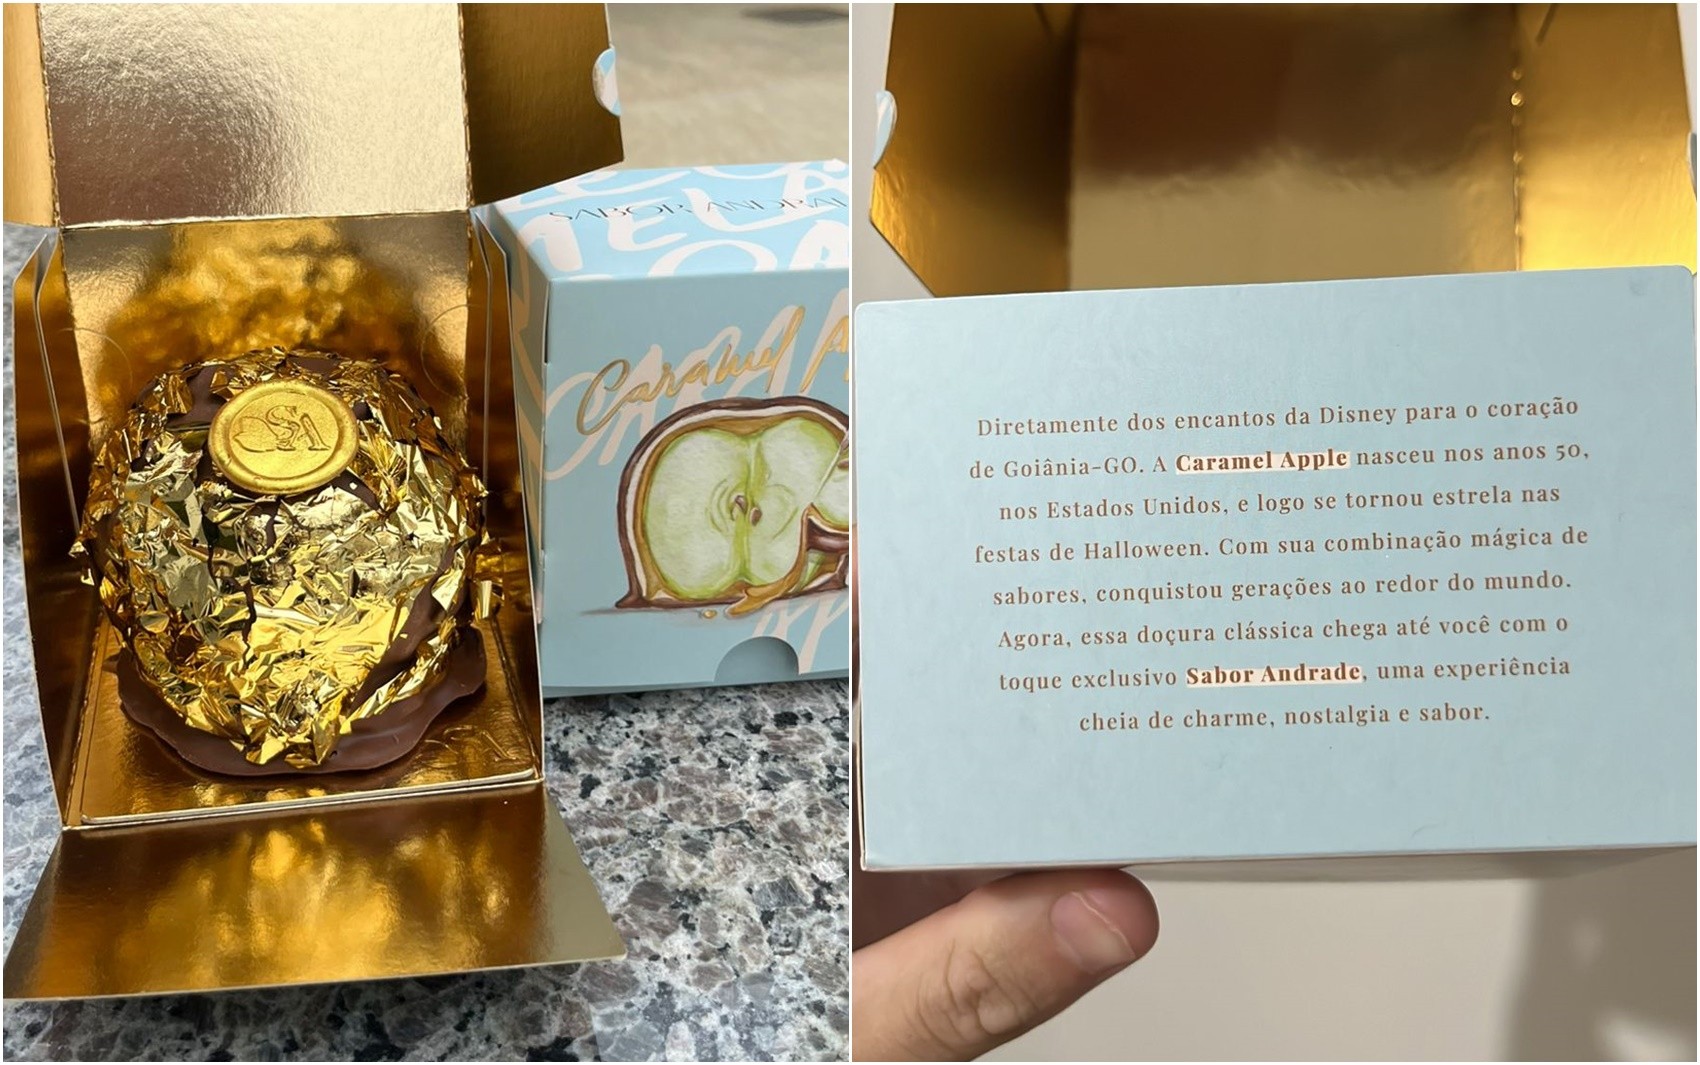 SA
SABOR ANDRA
Caramel A
Diretamente dos encantos da Disney para o coração
de Goiânia-GO. A Caramel Apple nasceu nos anos 50,
nos Estados Unidos, e logo se tornou estrela nas
festas de Halloween. Com sua combinação mágica de
sabores, conquistou gerações ao redor do mundo.
Agora, essa doçura clássica chega até você com o
toque exclusivo Sabor Andrade, uma experiência
cheia de charme, nostalgia e sabor.